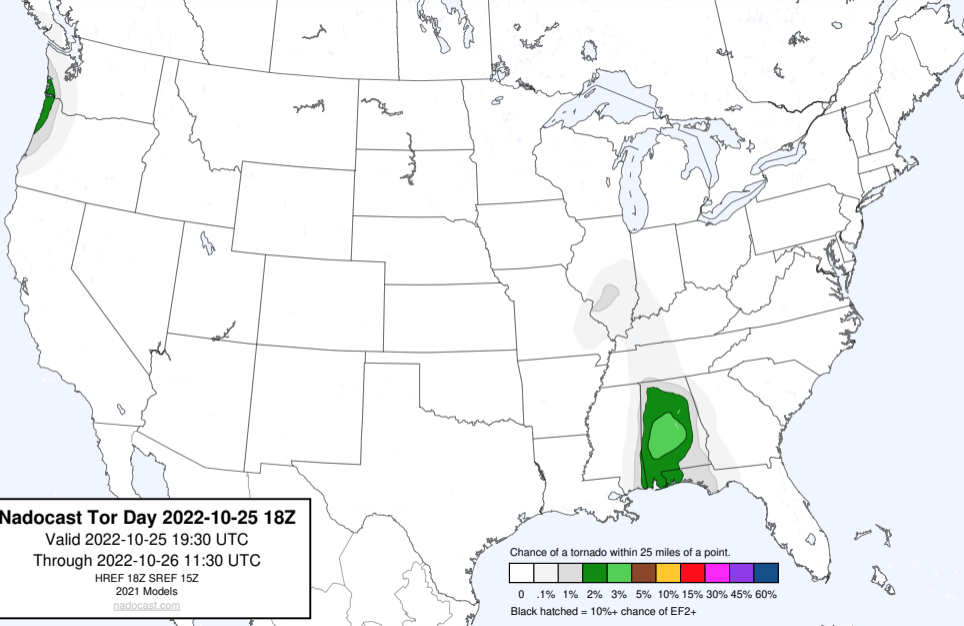 Nadocast Tor Day 2022-10-25 18Z
Valid 2022-10-25 19:30 UTC
Through 2022-10-26 11:30 UTC
HREF 18Z SREF 15Z
2021 Models
nadocast.com
Chance of a tornado within 25 miles of a point.
0 .1% 1% 2% 3% 5% 10% 15% 30% 45% 60%
Black hatched = 10%+ chance of EF2+